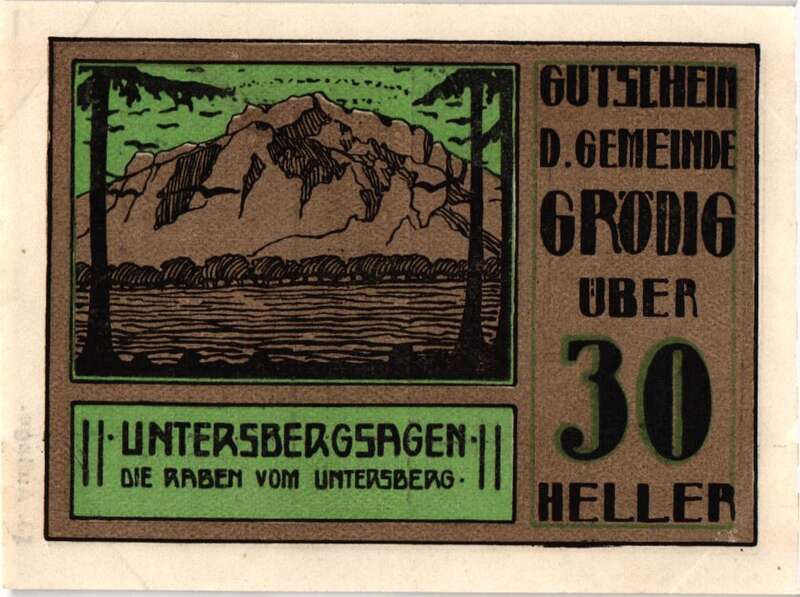 GUTSCHEIN
D. GEMEINDE
GRÖDIG
ÜBER
30
HELLER
·UNTERSBERGSAGEN·
DIE RABEN VOM UNTERSBERG·